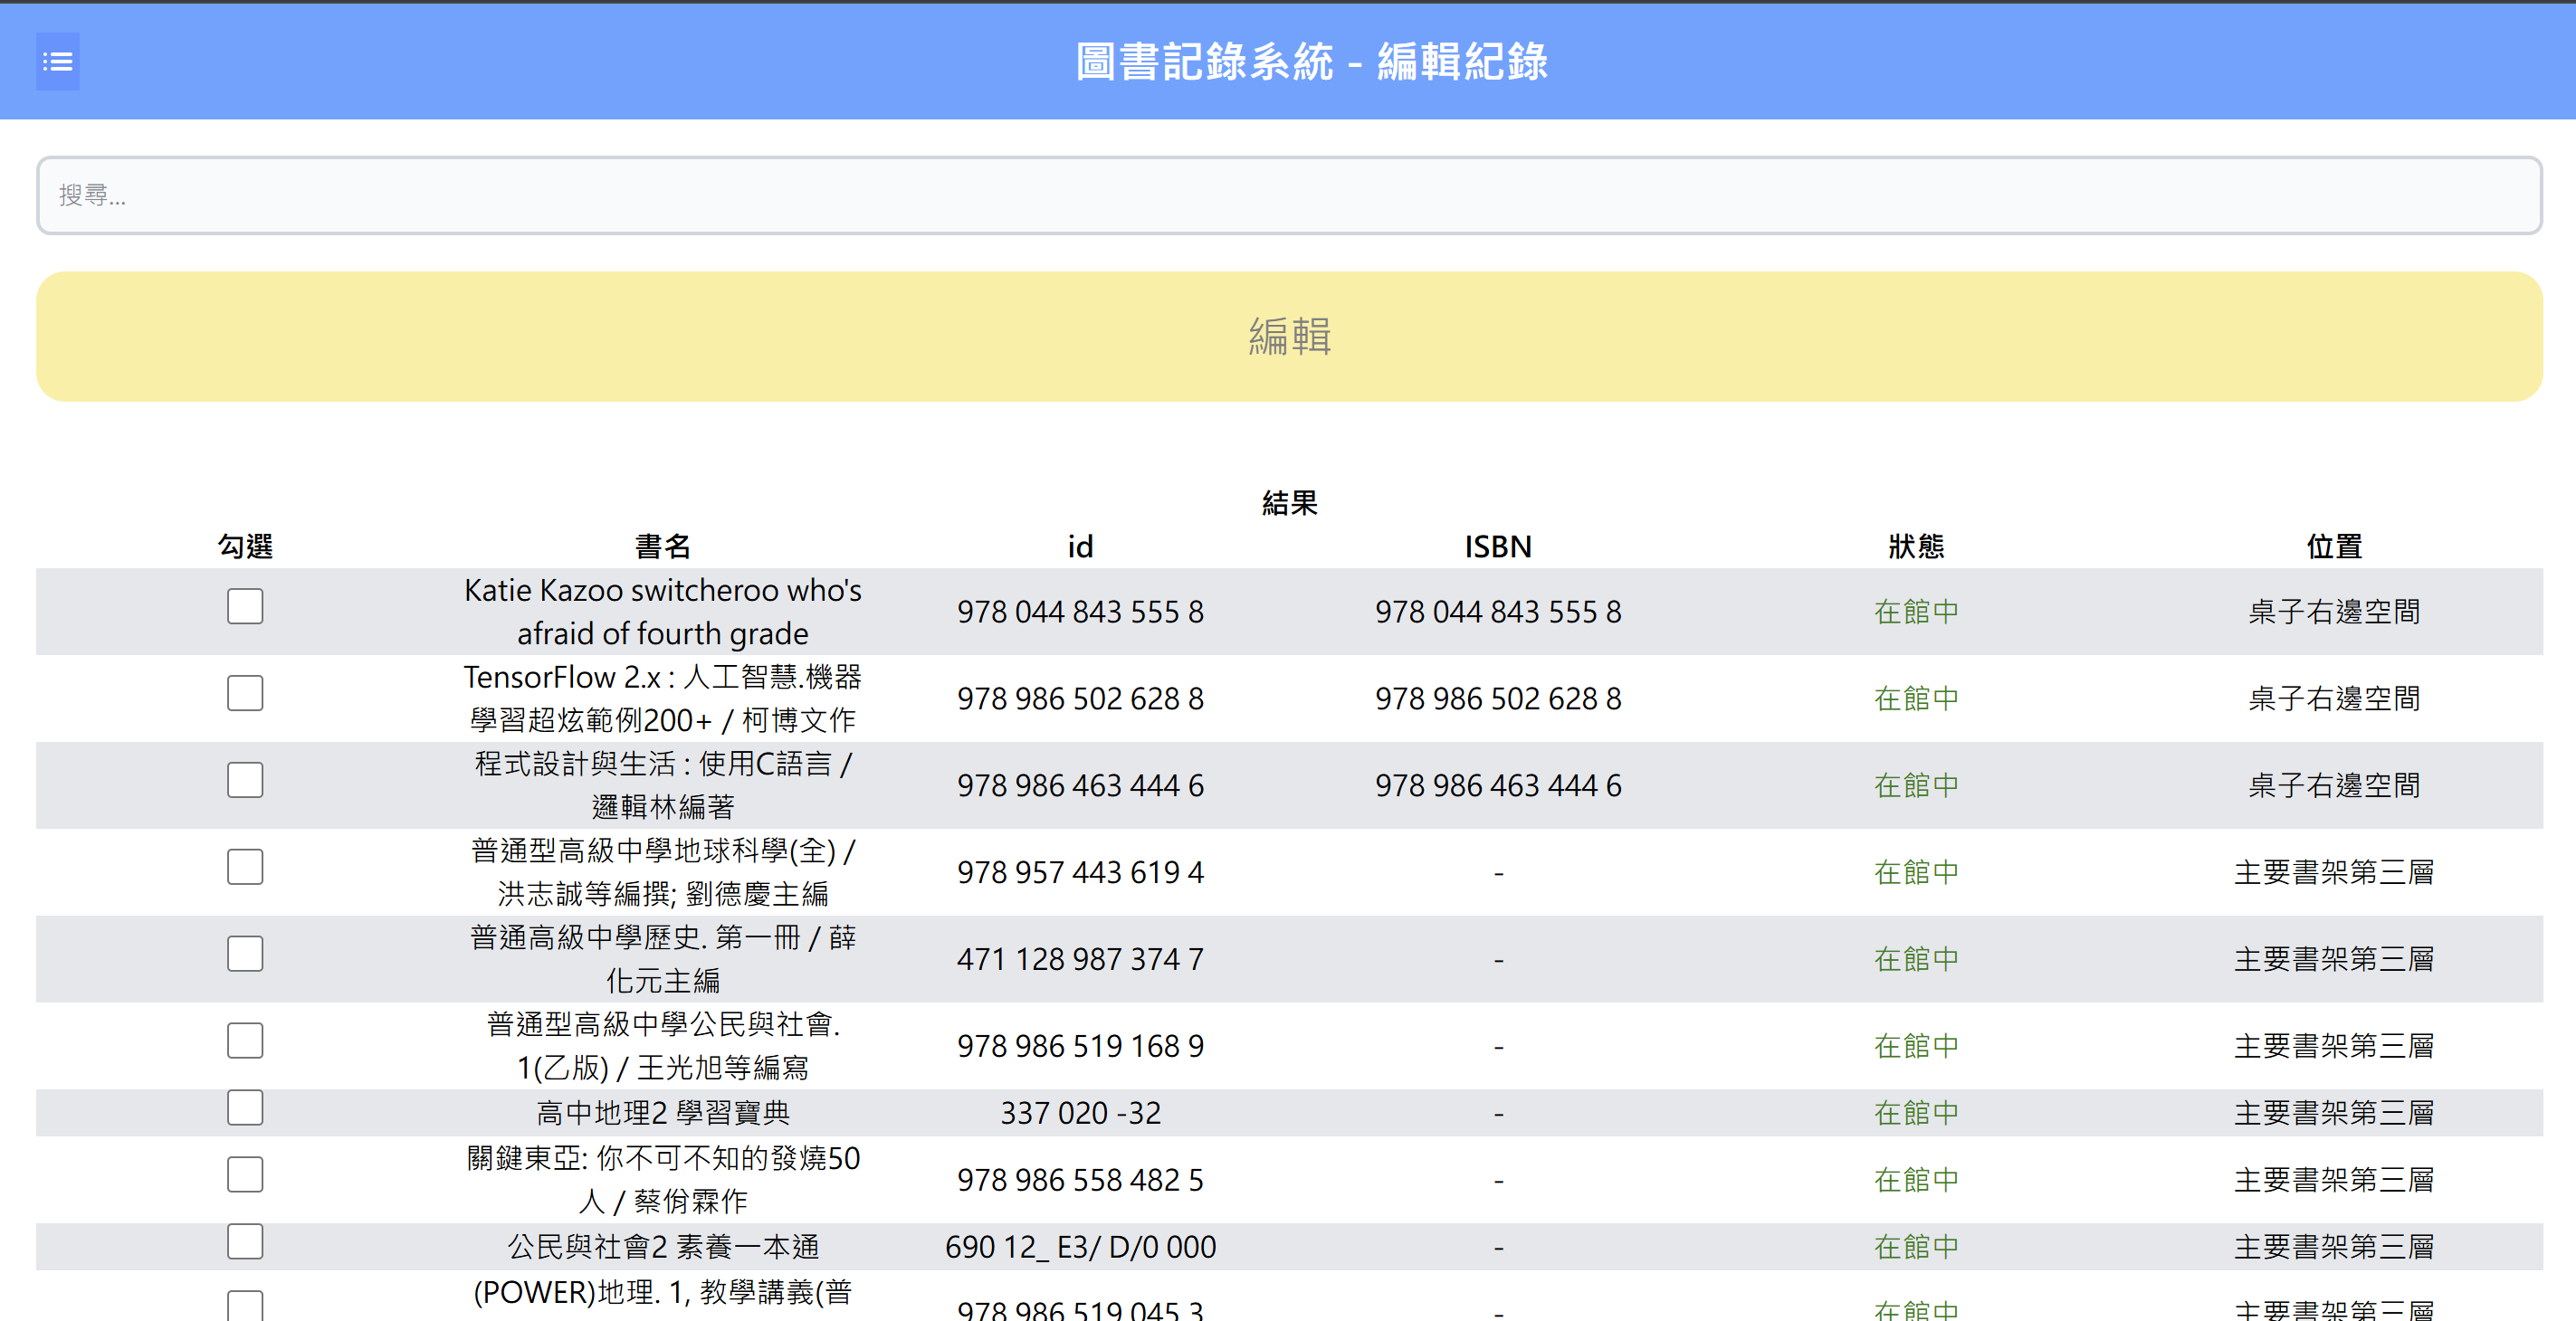 圖書記錄系統 - 編輯紀錄
搜尋...
編輯
結果
勾選 書名 id ISBN 狀態 位置
Katie Kazoo switcheroo who's
afraid of fourth grade
978 044 843 555 8 978 044 843 555 8 在館中 桌子右邊空間
TensorFlow 2.x : 人工智慧.機器
學習超炫範例200+ / 柯博文作
978 986 502 628 8 978 986 502 628 8 在館中 桌子右邊空間
程式設計與生活 : 使用C語言 /
邏輯林編著
978 986 463 444 6 978 986 463 444 6 在館中 桌子右邊空間
普通型高級中學地球科學(全) /
洪志誠等編撰; 劉德慶主編
978 957 443 619 4 - 在館中 主要書架第三層
普通高級中學歷史. 第一冊 / 薛
化元主編
471 128 987 374 7 - 在館中 主要書架第三層
普通型高級中學公民與社會.
1(乙版) / 王光旭等編寫
978 986 519 168 9 - 在館中 主要書架第三層
高中地理2 學習寶典 337 020 -32 - 在館中 主要書架第三層
關鍵東亞: 你不可不知的發燒50
人 / 蔡佾霖作
978 986 558 482 5 - 在館中 主要書架第三層
公民與社會2 素養一本通 690 12_ E3/ D/0 000 - 在館中 主要書架第三層
(POWER)地理. 1, 教學講義(普
978 986 519 045 3 - 在館中 主要書架第三層